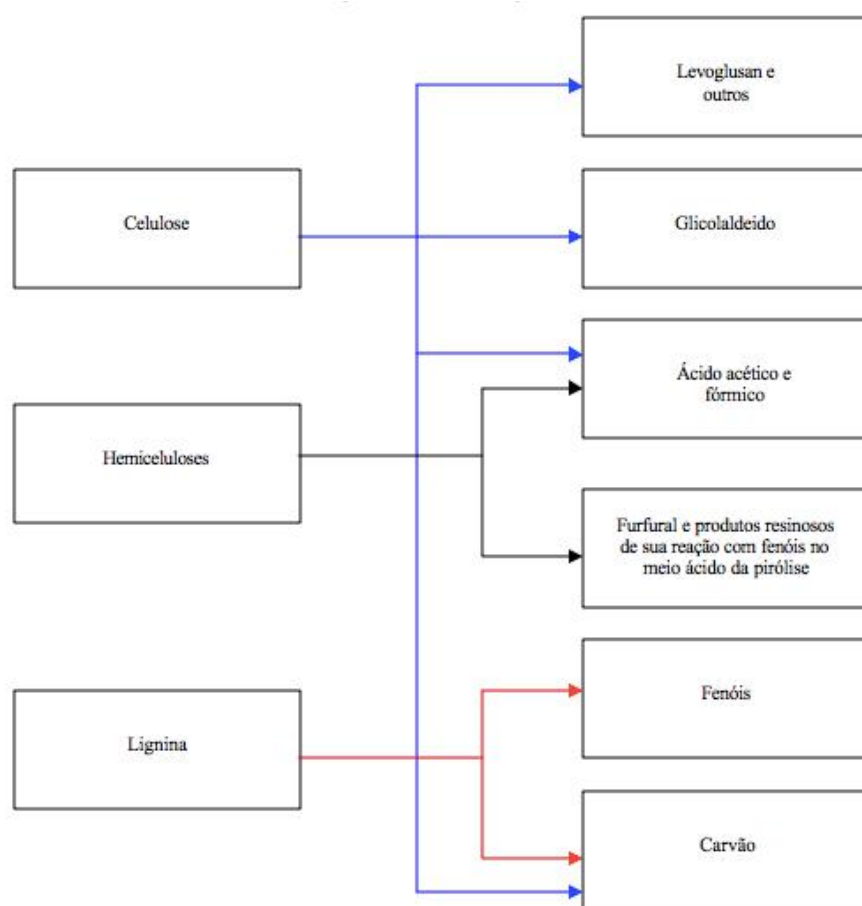 Levoglusan e
outros
Celulose
Glicolaldeido
Ácido acético e
fórmico
Hemiceluloses
Furfural e produtos resinosos
de sua reação com fenóis no
meio ácido da pirólise
Fenóis
Lignina
Carvão